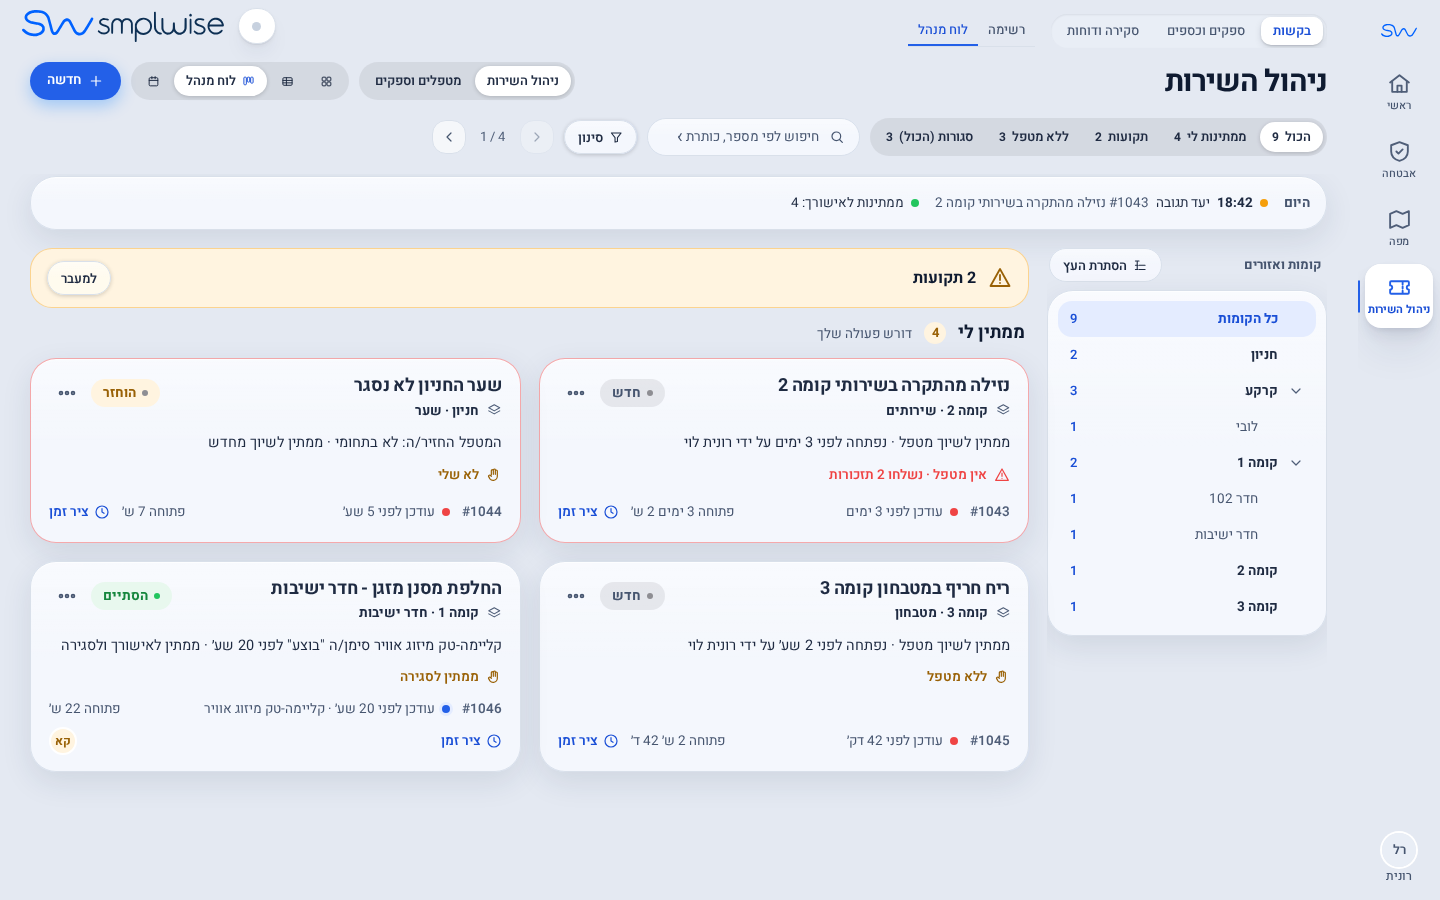 smplwise
בקשות
ספקים וכספים
סקירה ודוחות
רשימה
לוח מנהל
ראשי
אבטחה
מפה
ניהול השירות
רל
רונית
ניהול השירות
ניהול השירות
מטפלים וספקים
לוח מנהל
חדשה
הכול 9
ממתינות לי 4
תקועות 2
ללא מטפל 3
סגורות (הכול) 3
חיפוש לפי מספר, כותרת
סינון
1 / 4
היום
18:42 יעד תגובה #1043 נזילה מהתקרה בשירותי קומה 2
ממתינות לאישורך: 4
קומות ואזורים
הסתרת העץ
כל הקומות 9
חניון 2
קרקע 3
לובי 1
קומה 1 2
חדר 102 1
חדר ישיבות 1
קומה 2 1
קומה 3 1
2 תקועות
למעבר
ממתין לי 4 דורש פעולה שלך
נזילה מהתקרה בשירותי קומה 2
חדש
קומה 2 · שירותים
ממתין לשיוך מטפל · נפתחה לפני 3 ימים על ידי רונית לוי
אין מטפל · נשלחו 2 תזכורות
#1043 עודכן לפני 3 ימים פתוחה 3 ימים 2 ש׳ ציר זמן
שער החניון לא נסגר
הוחזר
חניון · שער
המטפל החזיר/ה: לא בתחומי · ממתין לשיוך מחדש
לא שלי
#1044 עודכן לפני 5 שע׳ פתוחה 7 ש׳ ציר זמן
ריח חריף במטבחון קומה 3
חדש
קומה 3 · מטבחון
ממתין לשיוך מטפל · נפתחה לפני 2 שע׳ על ידי רונית לוי
ללא מטפל
#1045 עודכן לפני 42 דק׳ פתוחה 2 ש׳ 42 ד׳ ציר זמן
החלפת מסנן מזגן - חדר ישיבות
הסתיים
קומה 1 · חדר ישיבות
קליימה-טק מיזוג אוויר סימן/ה "בוצע" לפני 20 שע׳ · ממתין לאישורך ולסגירה
ממתין לסגירה
#1046 עודכן לפני 20 שע׳ · קליימה-טק מיזוג אוויר פתוחה 22 ש׳
ציר זמן
קא